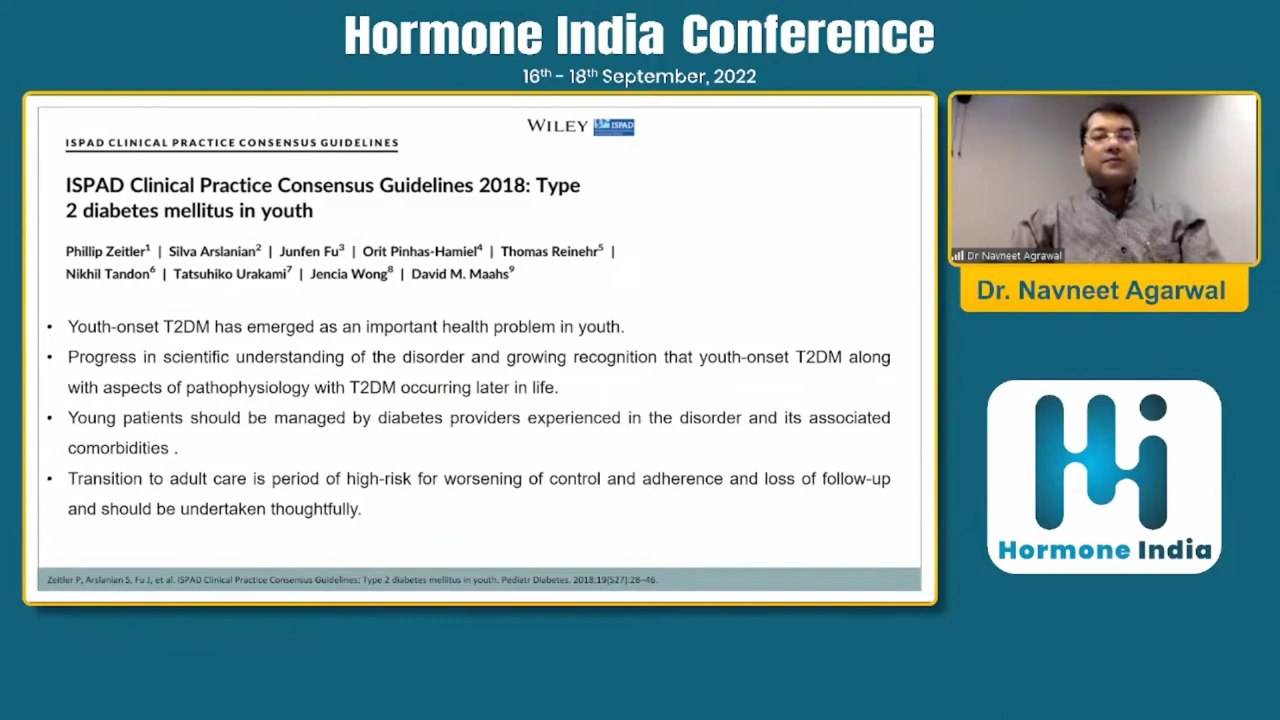 Hormone India Conference
16th - 18th September, 2022
WILEY ISPAD
ISPAD CLINICAL PRACTICE CONSENSUS GUIDELINES
ISPAD Clinical Practice Consensus Guidelines 2018: Type
2 diabetes mellitus in youth
Phillip Zeitler1 | Silva Arslanian2 | Junfen Fu3 | Orit Pinhas-Hamiel4 | Thomas Reinehr5 |
Nikhil Tandon6 | Tatsuhiko Urakami7 | Jencia Wong8 | David M. Maahs9
• Youth-onset T2DM has emerged as an important health problem in youth.
• Progress in scientific understanding of the disorder and growing recognition that youth-onset T2DM along
with aspects of pathophysiology with T2DM occurring later in life.
• Young patients should be managed by diabetes providers experienced in the disorder and its associated
comorbidities .
• Transition to adult care is period of high-risk for worsening of control and adherence and loss of follow-up
and should be undertaken thoughtfully.
Zeitler P, Arslanian S, Fu J, et al. ISPAD Clinical Practice Consensus Guidelines: Type 2 diabetes mellitus in youth. Pediatr Diabetes. 2018;19(S27):28–46.
Dr Navneet Agrawal
Dr. Navneet Agarwal
Hi
Hormone India